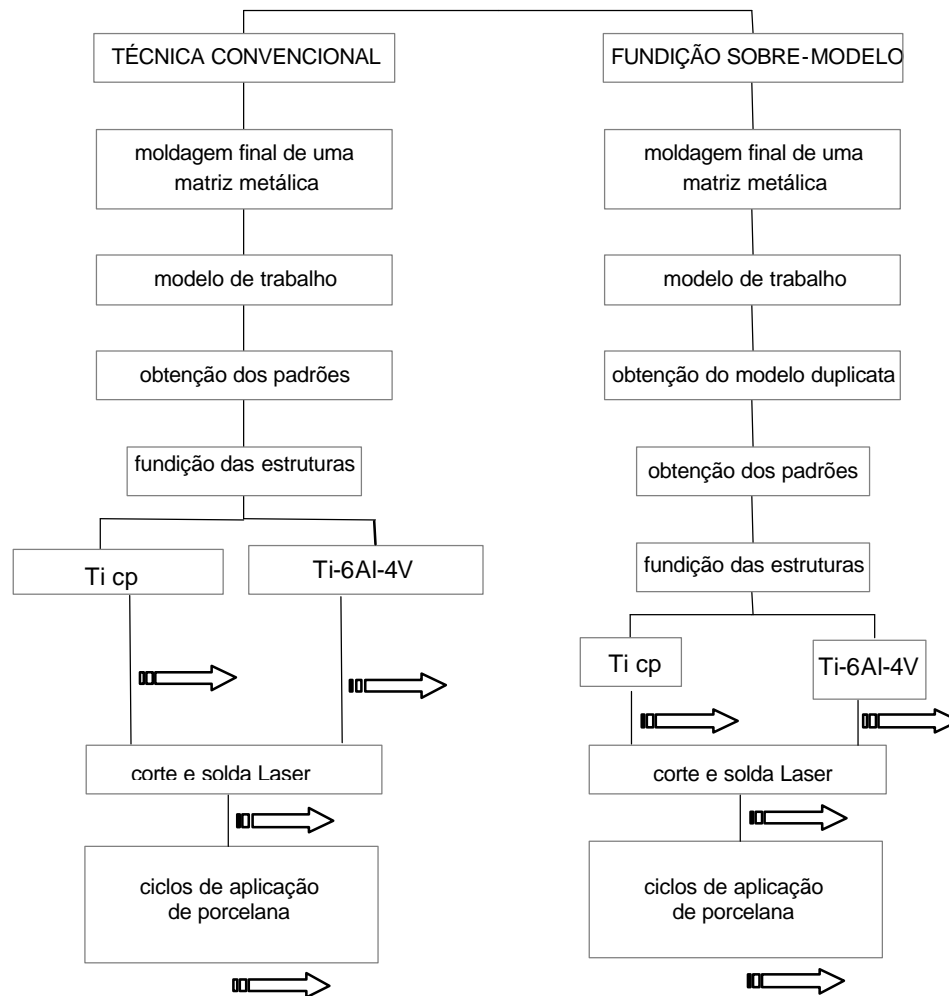 TÉCNICA CONVENCIONAL
moldagem final de uma
matriz metálica
modelo de trabalho
obtenção dos padrões
fundição das estruturas
Ti cp
Ti-6Al-4V
corte e solda Laser
ciclos de aplicação
de porcelana
FUNDIÇÃO SOBRE-MODELO
moldagem final de uma
matriz metálica
modelo de trabalho
obtenção do modelo duplicata
obtenção dos padrões
fundição das estruturas
Ti cp
Ti-6Al-4V
corte e solda Laser
ciclos de aplicação
de porcelana